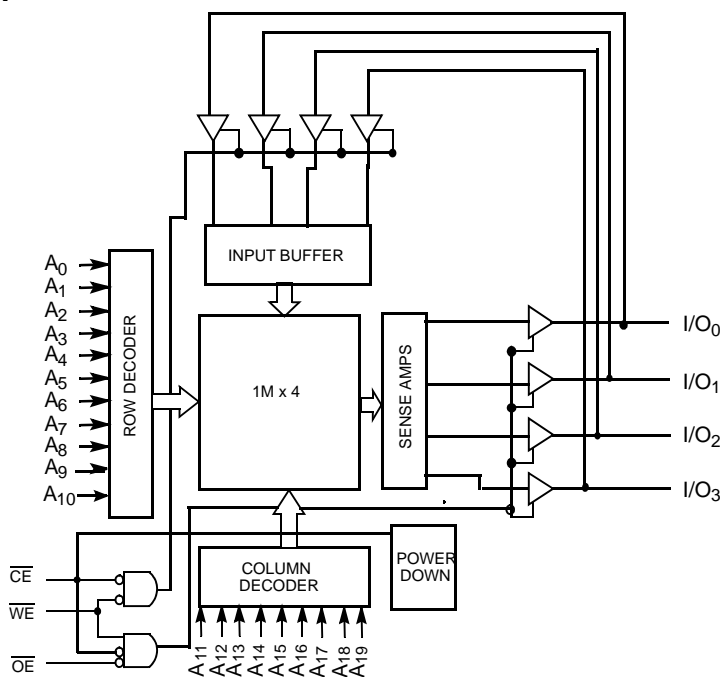 INPUT BUFFER
A0
A1
A2
A3
A4
A5
A6
A7
A8
A9
A10
ROW DECODER
1M x 4
SENSE AMPS
I/O0
I/O1
I/O2
I/O3
COLUMN
DECODER
POWER
DOWN
CE
WE
OE
A11
A12
A13
A14
A15
A16
A17
A18
A19